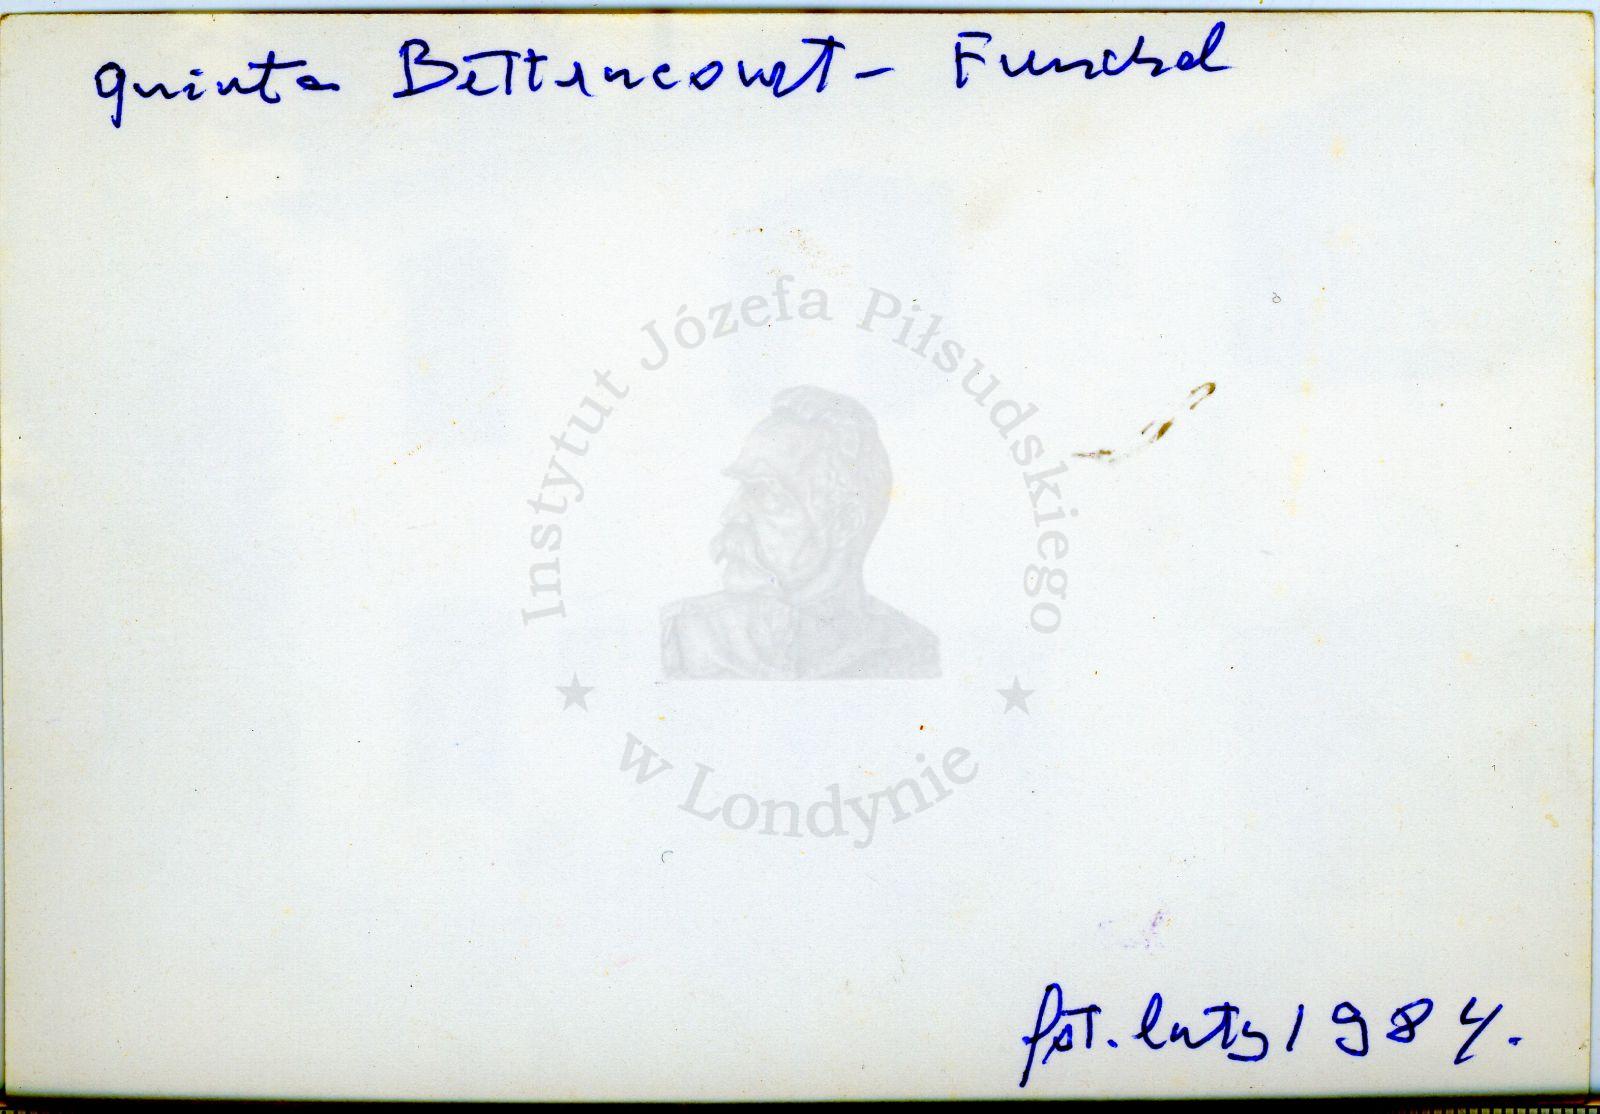 Quinta Bettencourt - Funchal
Instytut Józefa Piłsudskiego
w Londynie
fot. luty 1984.